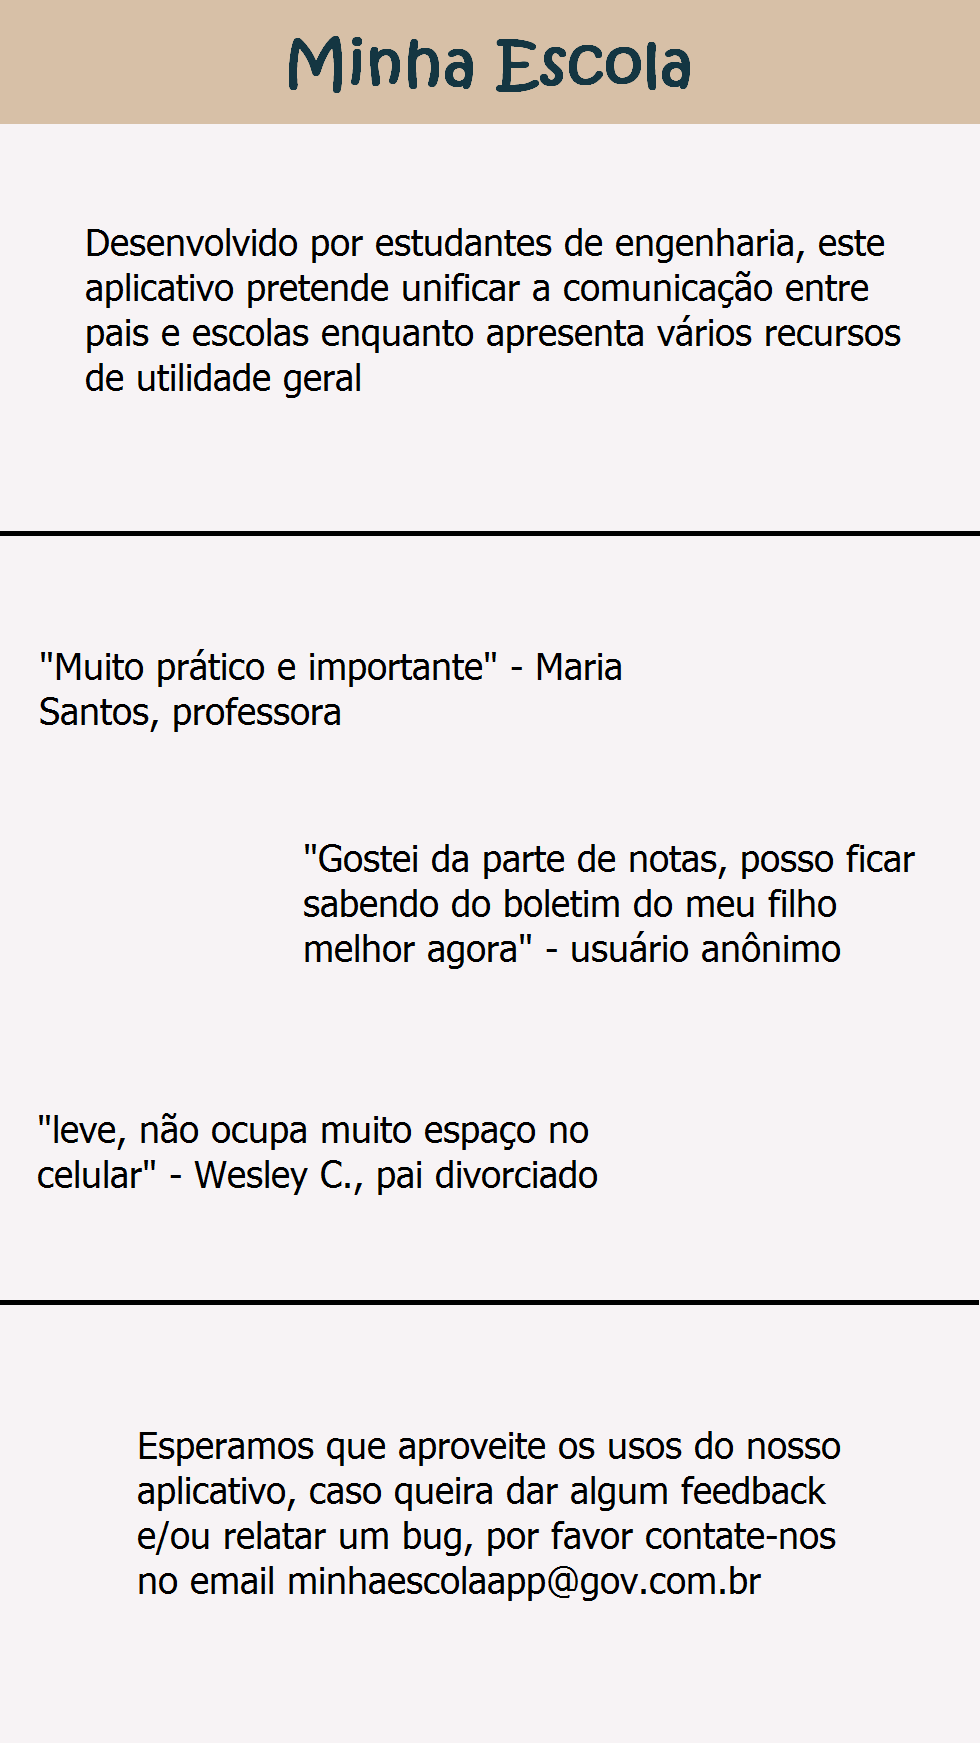 Minha Escola
Desenvolvido por estudantes de engenharia, este
aplicativo pretende unificar a comunicação entre
pais e escolas enquanto apresenta vários recursos
de utilidade geral
"Muito prático e importante" - Maria
Santos, professora
"Gostei da parte de notas, posso ficar
sabendo do boletim do meu filho
melhor agora" - usuário anônimo
"leve, não ocupa muito espaço no
celular" - Wesley C., pai divorciado
Esperamos que aproveite os usos do nosso
aplicativo, caso queira dar algum feedback
e/ou relatar um bug, por favor contate-nos
no email minhaescolaapp@gov.com.br